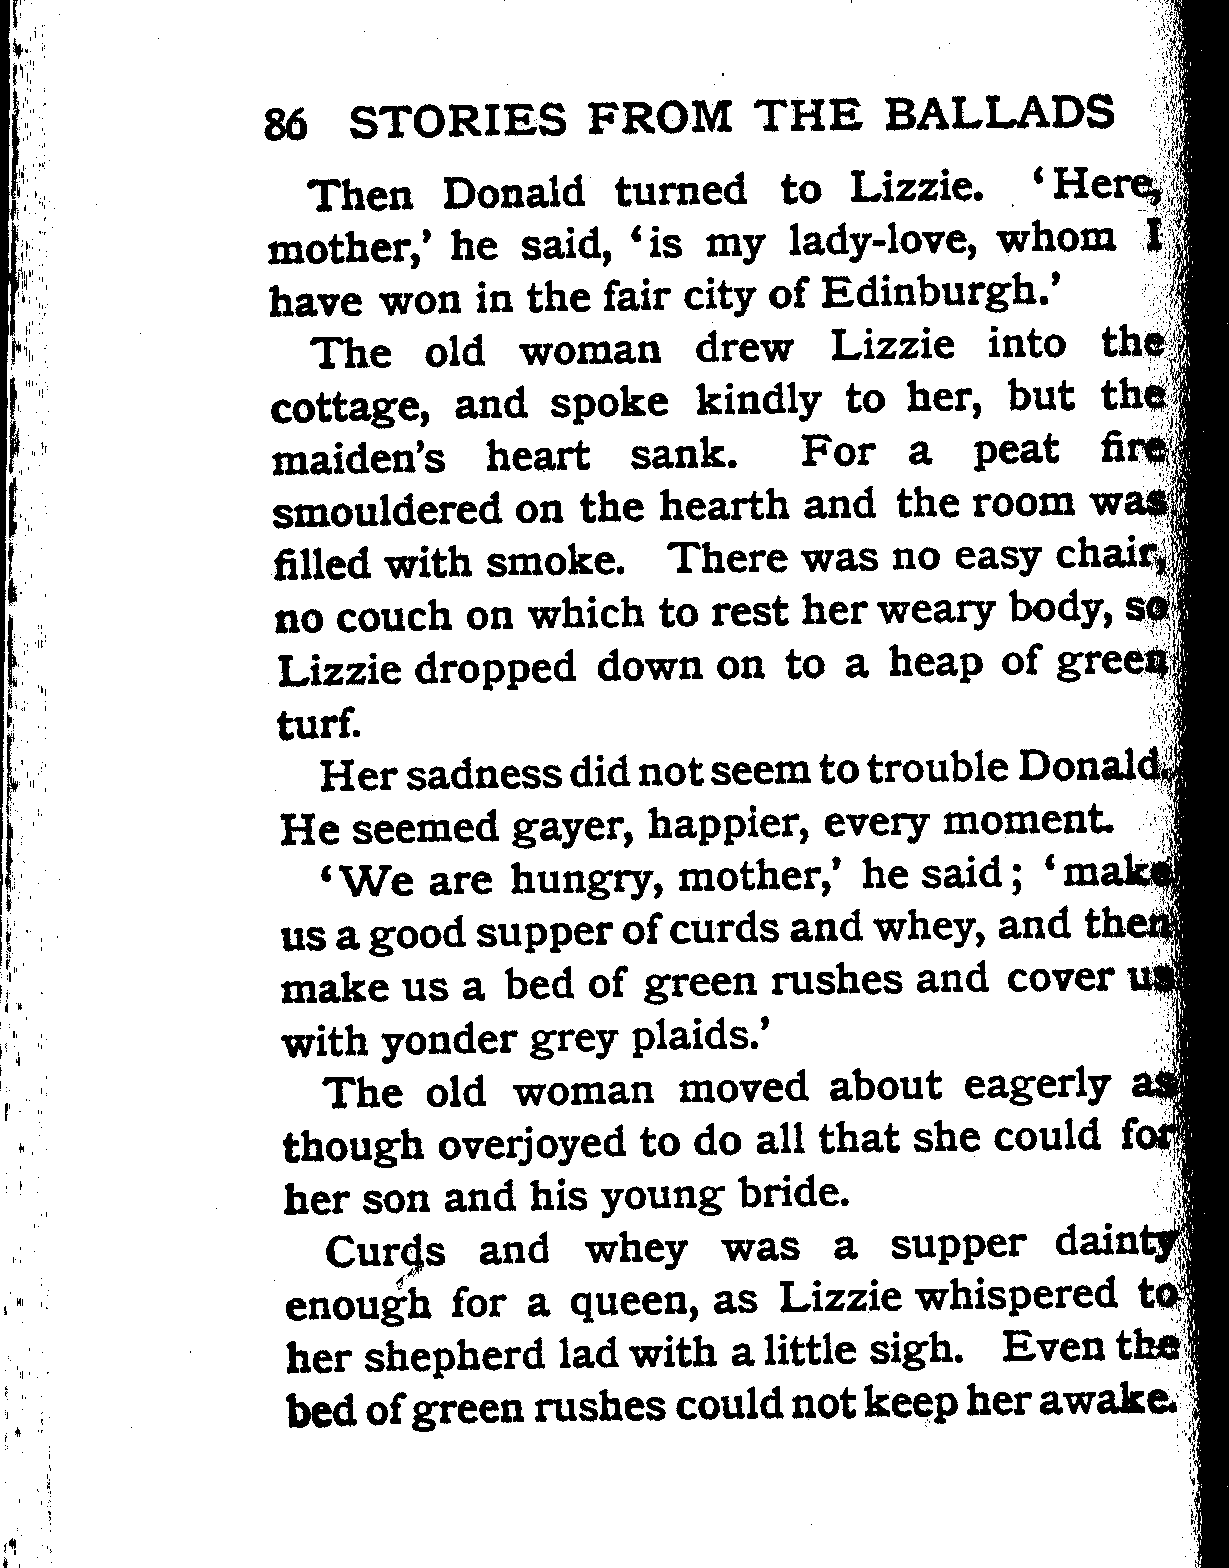 86 STORIES FROM THE BALLADS
Then Donald turned to Lizzie. ‘Here,
mother,’ he said, ‘is my lady-love, whom I
have won in the fair city of Edinburgh.’
The old woman drew Lizzie into the
cottage, and spoke kindly to her, but the
maiden's heart sank. For a peat fire
smouldered on the hearth and the room was
filled with smoke. There was no easy chair,
no couch on which to rest her weary body, so
Lizzie dropped down on to a heap of green
turf.
Her sadness did not seem to trouble Donald.
He seemed gayer, happier, every moment.
‘We are hungry, mother,’ he said; ‘make
us a good supper of curds and whey, and then
make us a bed of green rushes and cover us
with yonder grey plaids.’
The old woman moved about eagerly as
though overjoyed to do all that she could for
her son and his young bride.
Curds and whey was a supper dainty
enough for a queen, as Lizzie whispered to
her shepherd lad with a little sigh. Even the
bed of green rushes could not keep her awake.